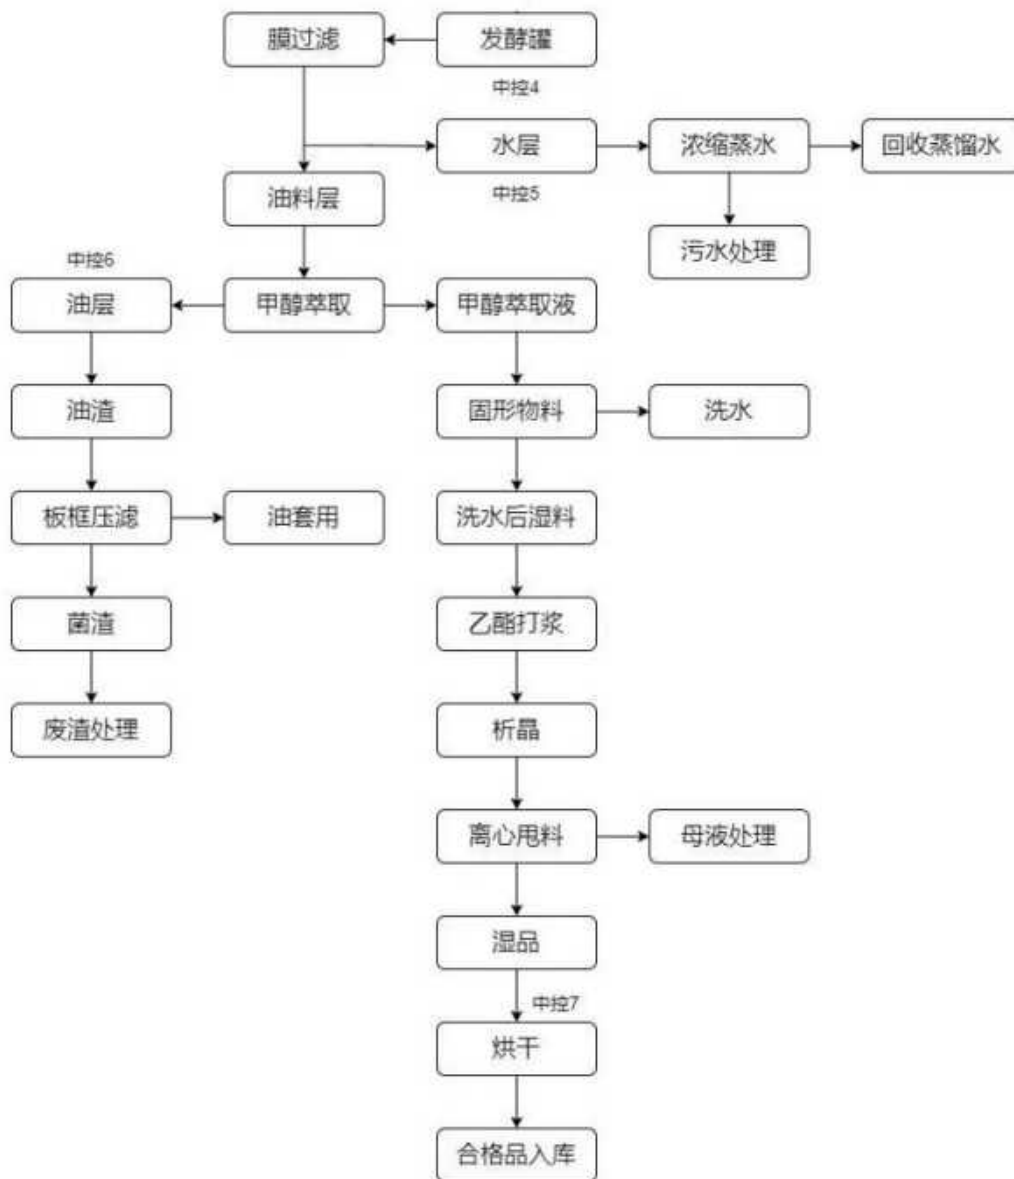 膜过滤
发酵罐
中控4
水层
浓缩蒸水
回收蒸馏水
中控5
油料层
污水处理
中控6
油层
甲醇萃取
甲醇萃取液
油渣
固形物料
洗水
板框压滤
油套用
洗水后湿料
菌渣
乙酯打浆
废渣处理
析晶
离心甩料
母液处理
湿品
中控7
烘干
合格品入库